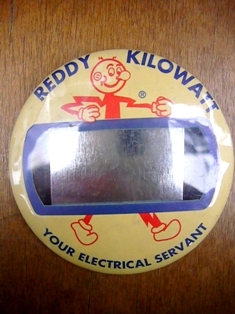 REDDY KILOWATT
®
YOUR ELECTRICAL SERVANT